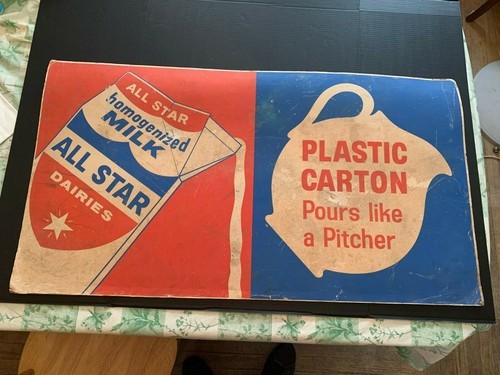 ALL STAR
homogenized
MILK
ALL STAR
DAIRIES
PLASTIC
CARTON
Pours like
a Pitcher